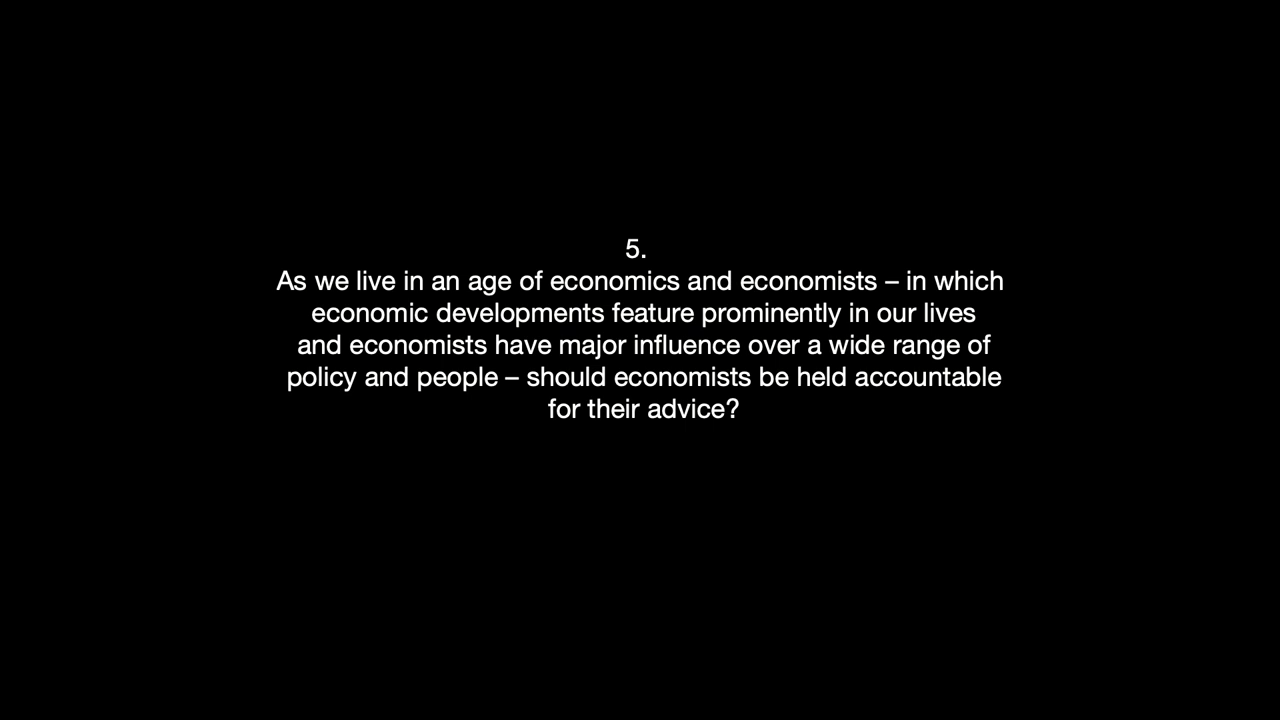 5.
As we live in an age of economics and economists – in which
economic developments feature prominently in our lives
and economists have major influence over a wide range of
policy and people – should economists be held accountable
for their advice?